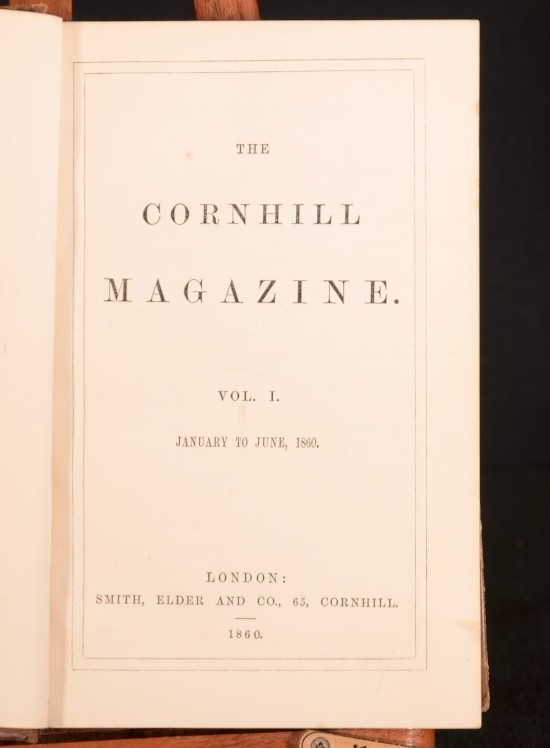 THE
CORNHILL
MAGAZINE.
VOL. I.
JANUARY TO JUNE, 1860.
LONDON:
SMITH, ELDER AND CO., 65, CORNHILL.
1860.